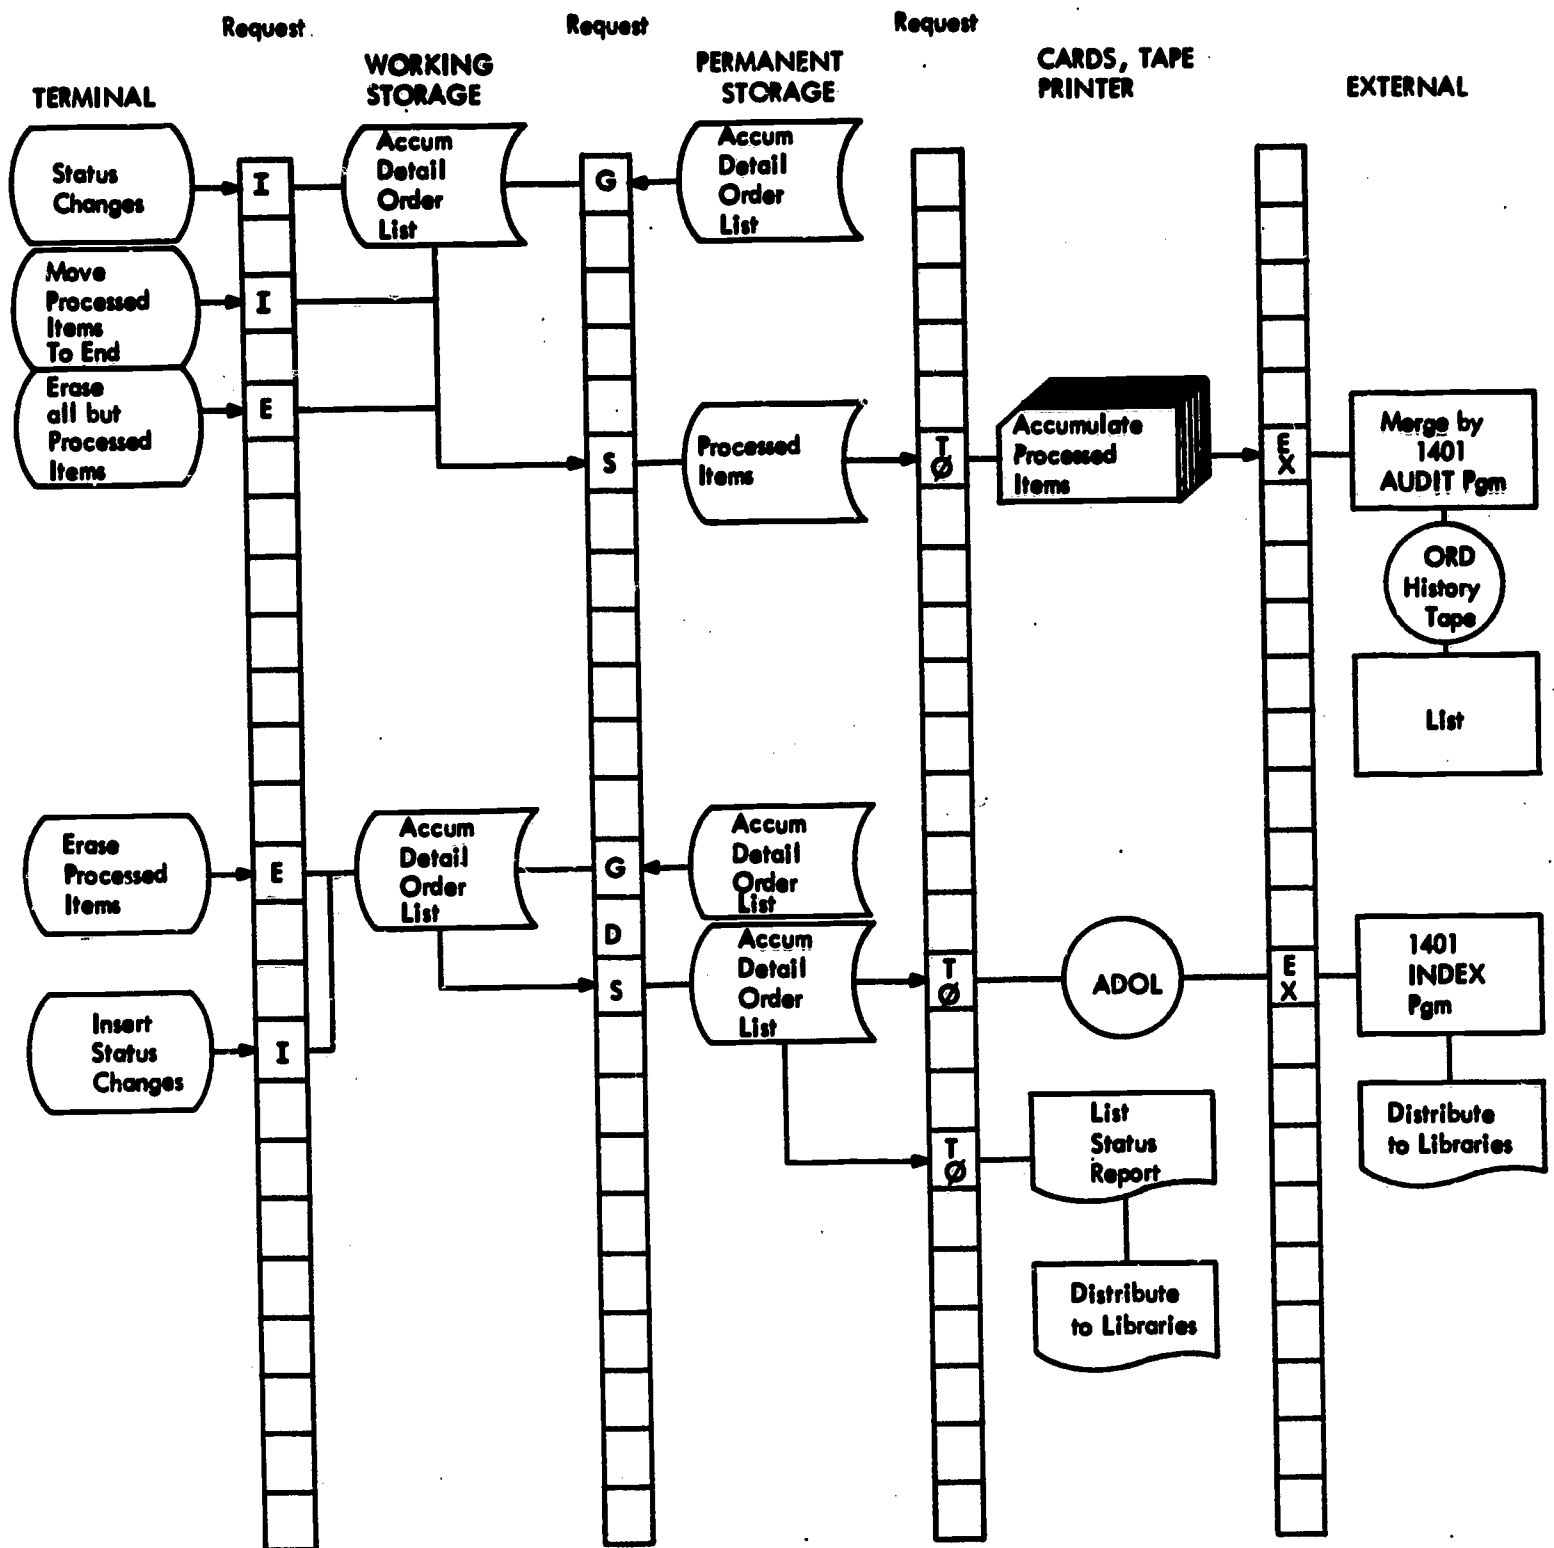 Request
Request
Request
TERMINAL
WORKING
STORAGE
PERMANENT
STORAGE
CARDS, TAPE
PRINTER
EXTERNAL
Status
Changes
I
Accum
Detail
Order
List
G
Accum
Detail
Order
List
Move
Processed
Items
To End
I
Erase
all but
Processed
Items
E
S
Processed
Items
T
Ø
Accumulate
Processed
Items
E
X
Merge by
1401
AUDIT Pgm
ORD
History
Tape
List
Erase
Processed
Items
E
Accum
Detail
Order
List
G
Accum
Detail
Order
List
D
S
Accum
Detail
Order
List
T
Ø
ADOL
E
X
1401
INDEX
Pgm
Insert
Status
Changes
I
T
Ø
List
Status
Report
Distribute
to Libraries
Distribute
to Libraries